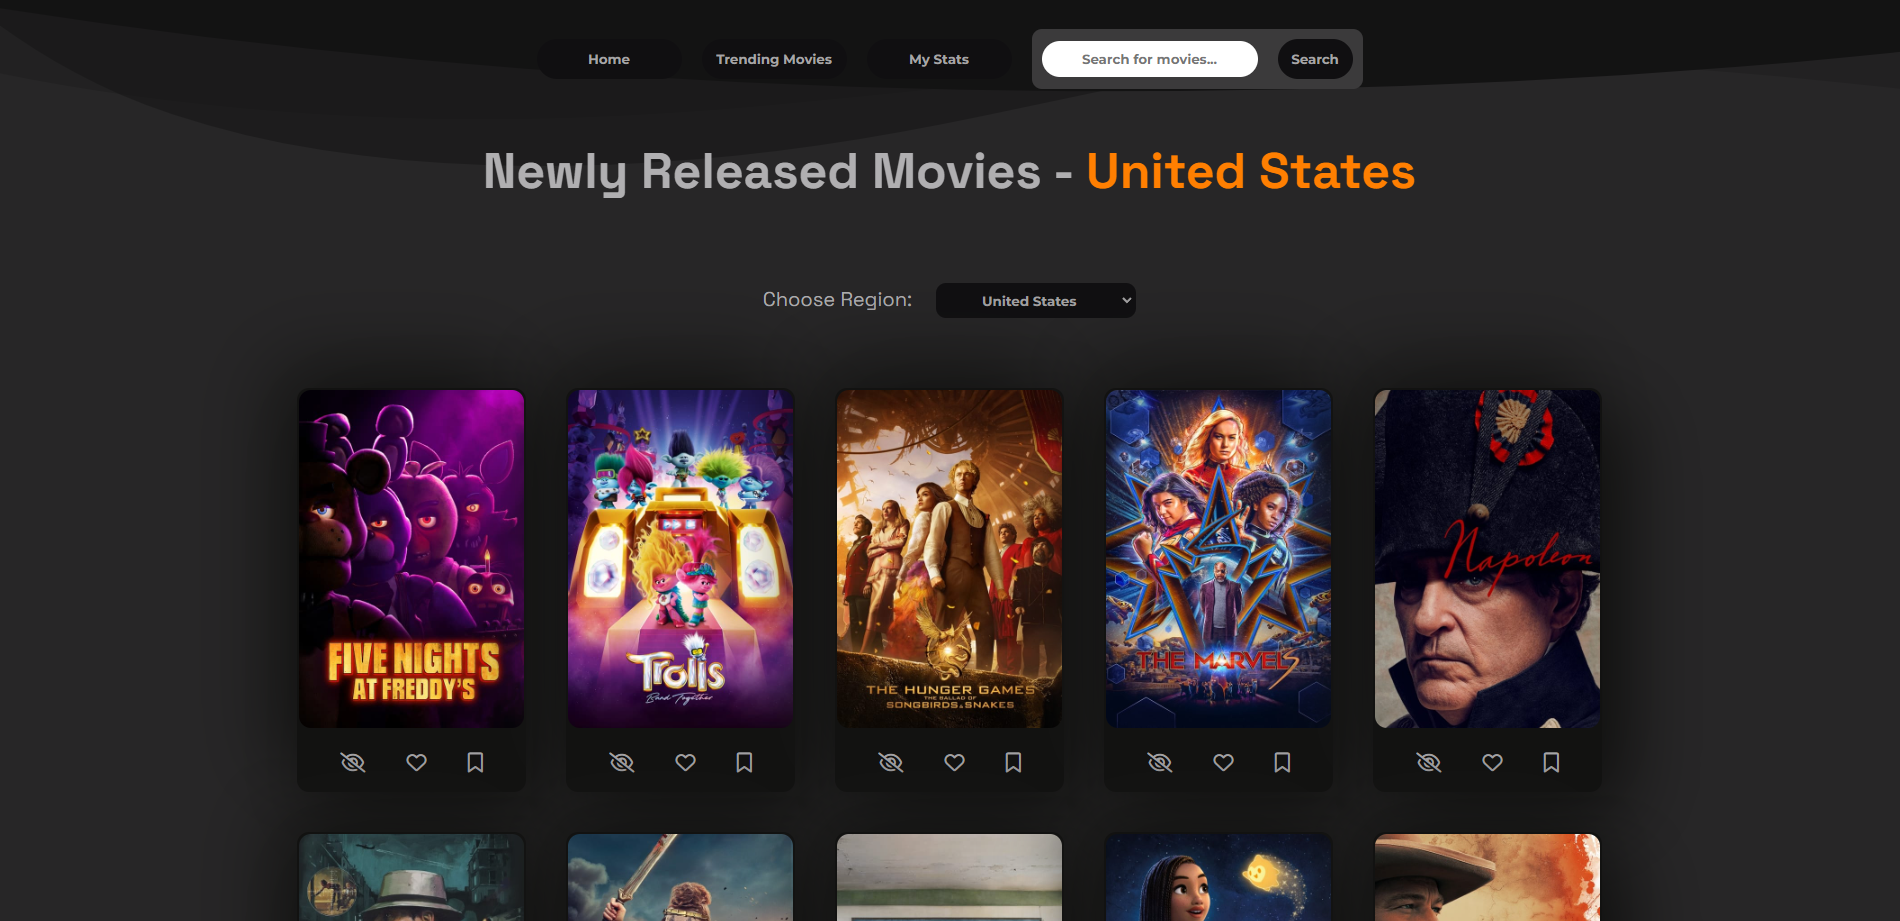 Home
Trending Movies
My Stats
Search for movies...
Search
Newly Released Movies - United States
Choose Region:
United States
FIVE NIGHTS
AT FREDDY'S
Trolls
Band Together
THE HUNGER GAMES
THE BALLAD OF
SONGBIRDS & SNAKES
THE MARVELS
Napoleon